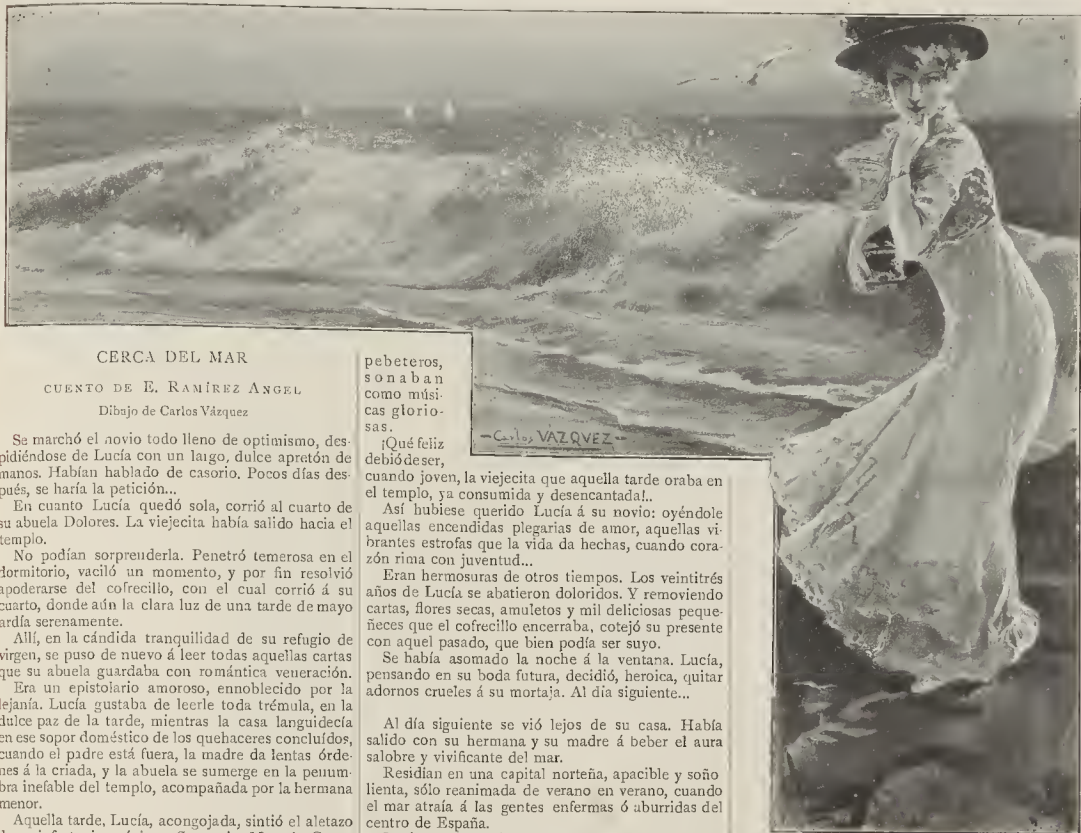 CERCA DEL MAR
CUENTO DE E. RAMÍREZ ANGEL
Dibujo de Carlos Vázquez
Se marchó el novio todo lleno de optimismo, des-
pidiéndose de Lucía con un largo, dulce apretón de
manos. Habían hablado de casorio. Pocos días des-
pués, se haría la petición...
En cuanto Lucía quedó sola, corrió al cuarto de
su abuela Dolores. La viejecita había salido hacia el
templo.
No podían sorprenderla. Penetró temerosa en el
dormitorio, vaciló un momento, y por fin resolvió
apoderarse del cofrecillo, con el cual corrió á su
cuarto, donde aún la clara luz de una tarde de mayo
ardía serenamente.
Allí, en la cándida tranquilidad de su refugio de
virgen, se puso de nuevo á leer todas aquellas cartas
que su abuela guardaba con romántica veneración.
Era un epistolario amoroso, ennoblecido por la
lejanía. Lucía gustaba de leerle toda trémula, en la
dulce paz de la tarde, mientras la casa languidecía
en ese sopor doméstico de los quehaceres concluídos,
cuando el padre está fuera, la madre da lentas órde-
nes á la criada, y la abuela se sumerge en la penum-
bra inefable del templo, acompañada por la hermana
menor.
Aquella tarde, Lucía, acongojada, sintió el aletazo
pebeteros,
sonaban
como músi-
cas glorio-
sas.
¡Qué feliz
debió de ser,
cuando joven, la viejecita que aquella tarde oraba en
el templo, ya consumida y desencantada!..
Así hubiese querido Lucía á su novio: oyéndole
aquellas encendidas plegarias de amor, aquellas vi-
brantes estrofas que la vida da hechas, cuando cora-
zón rima con juventud...
Eran hermosuras de otros tiempos. Los veintitrés
años de Lucía se abatieron doloridos. Y removiendo
cartas, flores secas, amuletos y mil deliciosas peque-
ñeces que el cofrecillo encerraba, cotejó su presente
con aquel pasado, que bien podía ser suyo.
Se había asomado la noche á la ventana. Lucía,
pensando en su boda futura, decidió, heroica, quitar
adornos crueles á su mortaja. Al día siguiente...
Al día siguiente se vió lejos de su casa. Había
salido con su hermana y su madre á beber el aura
salobre y vivificante del mar.
Residian en una capital norteña, apacible y soño
lienta, sólo reanimada de verano en verano, cuando
el mar atraía á las gentes enfermas ó aburridas del
centro de España.
-Carlos VAZQVEZ-